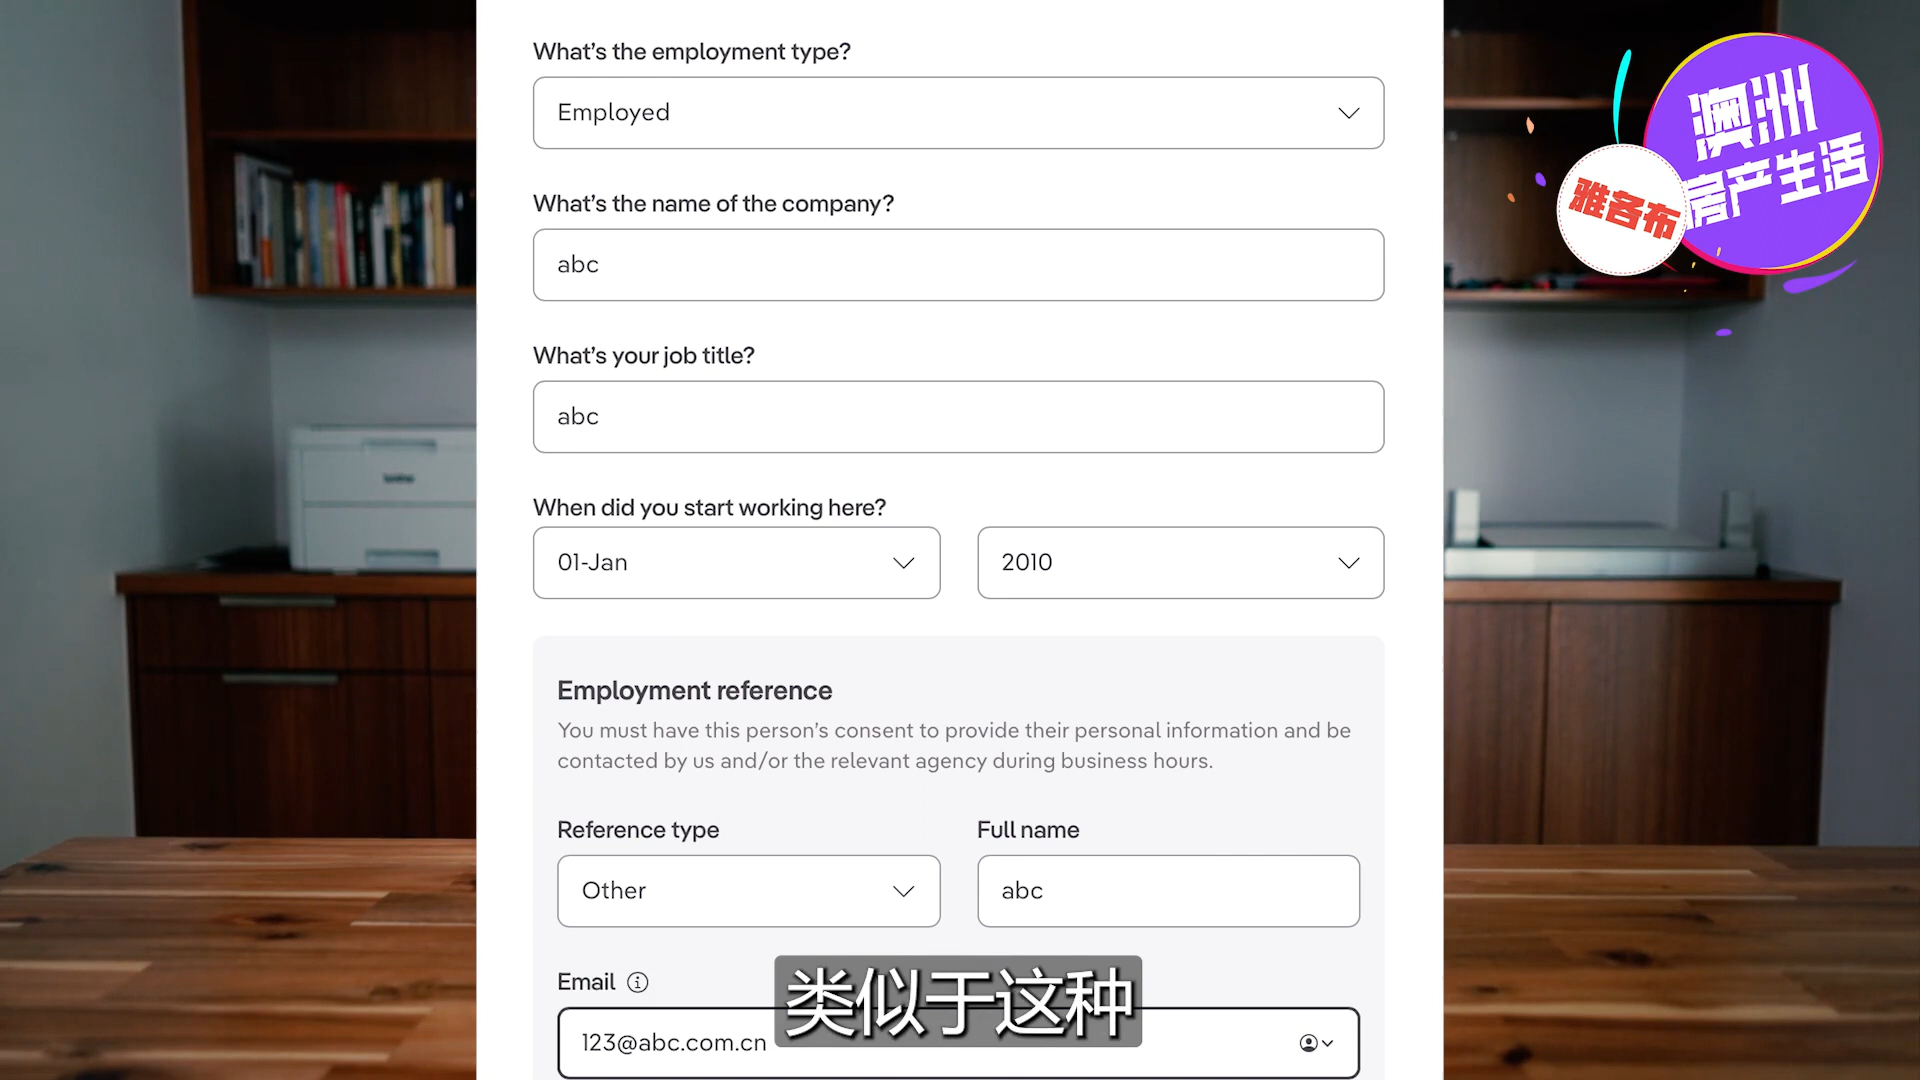 What's the employment type?
Employed
What's the name of the company?
abc
What's your job title?
abc
When did you start working here?
01-Jan
2010
Employment reference
You must have this person's consent to provide their personal information and be
contacted by us and/or the relevant agency during business hours.
Reference type
Full name
Other
abc
Email
123@abc.com.cn
类似于这种
澳洲
房产生活
雅各布
brother